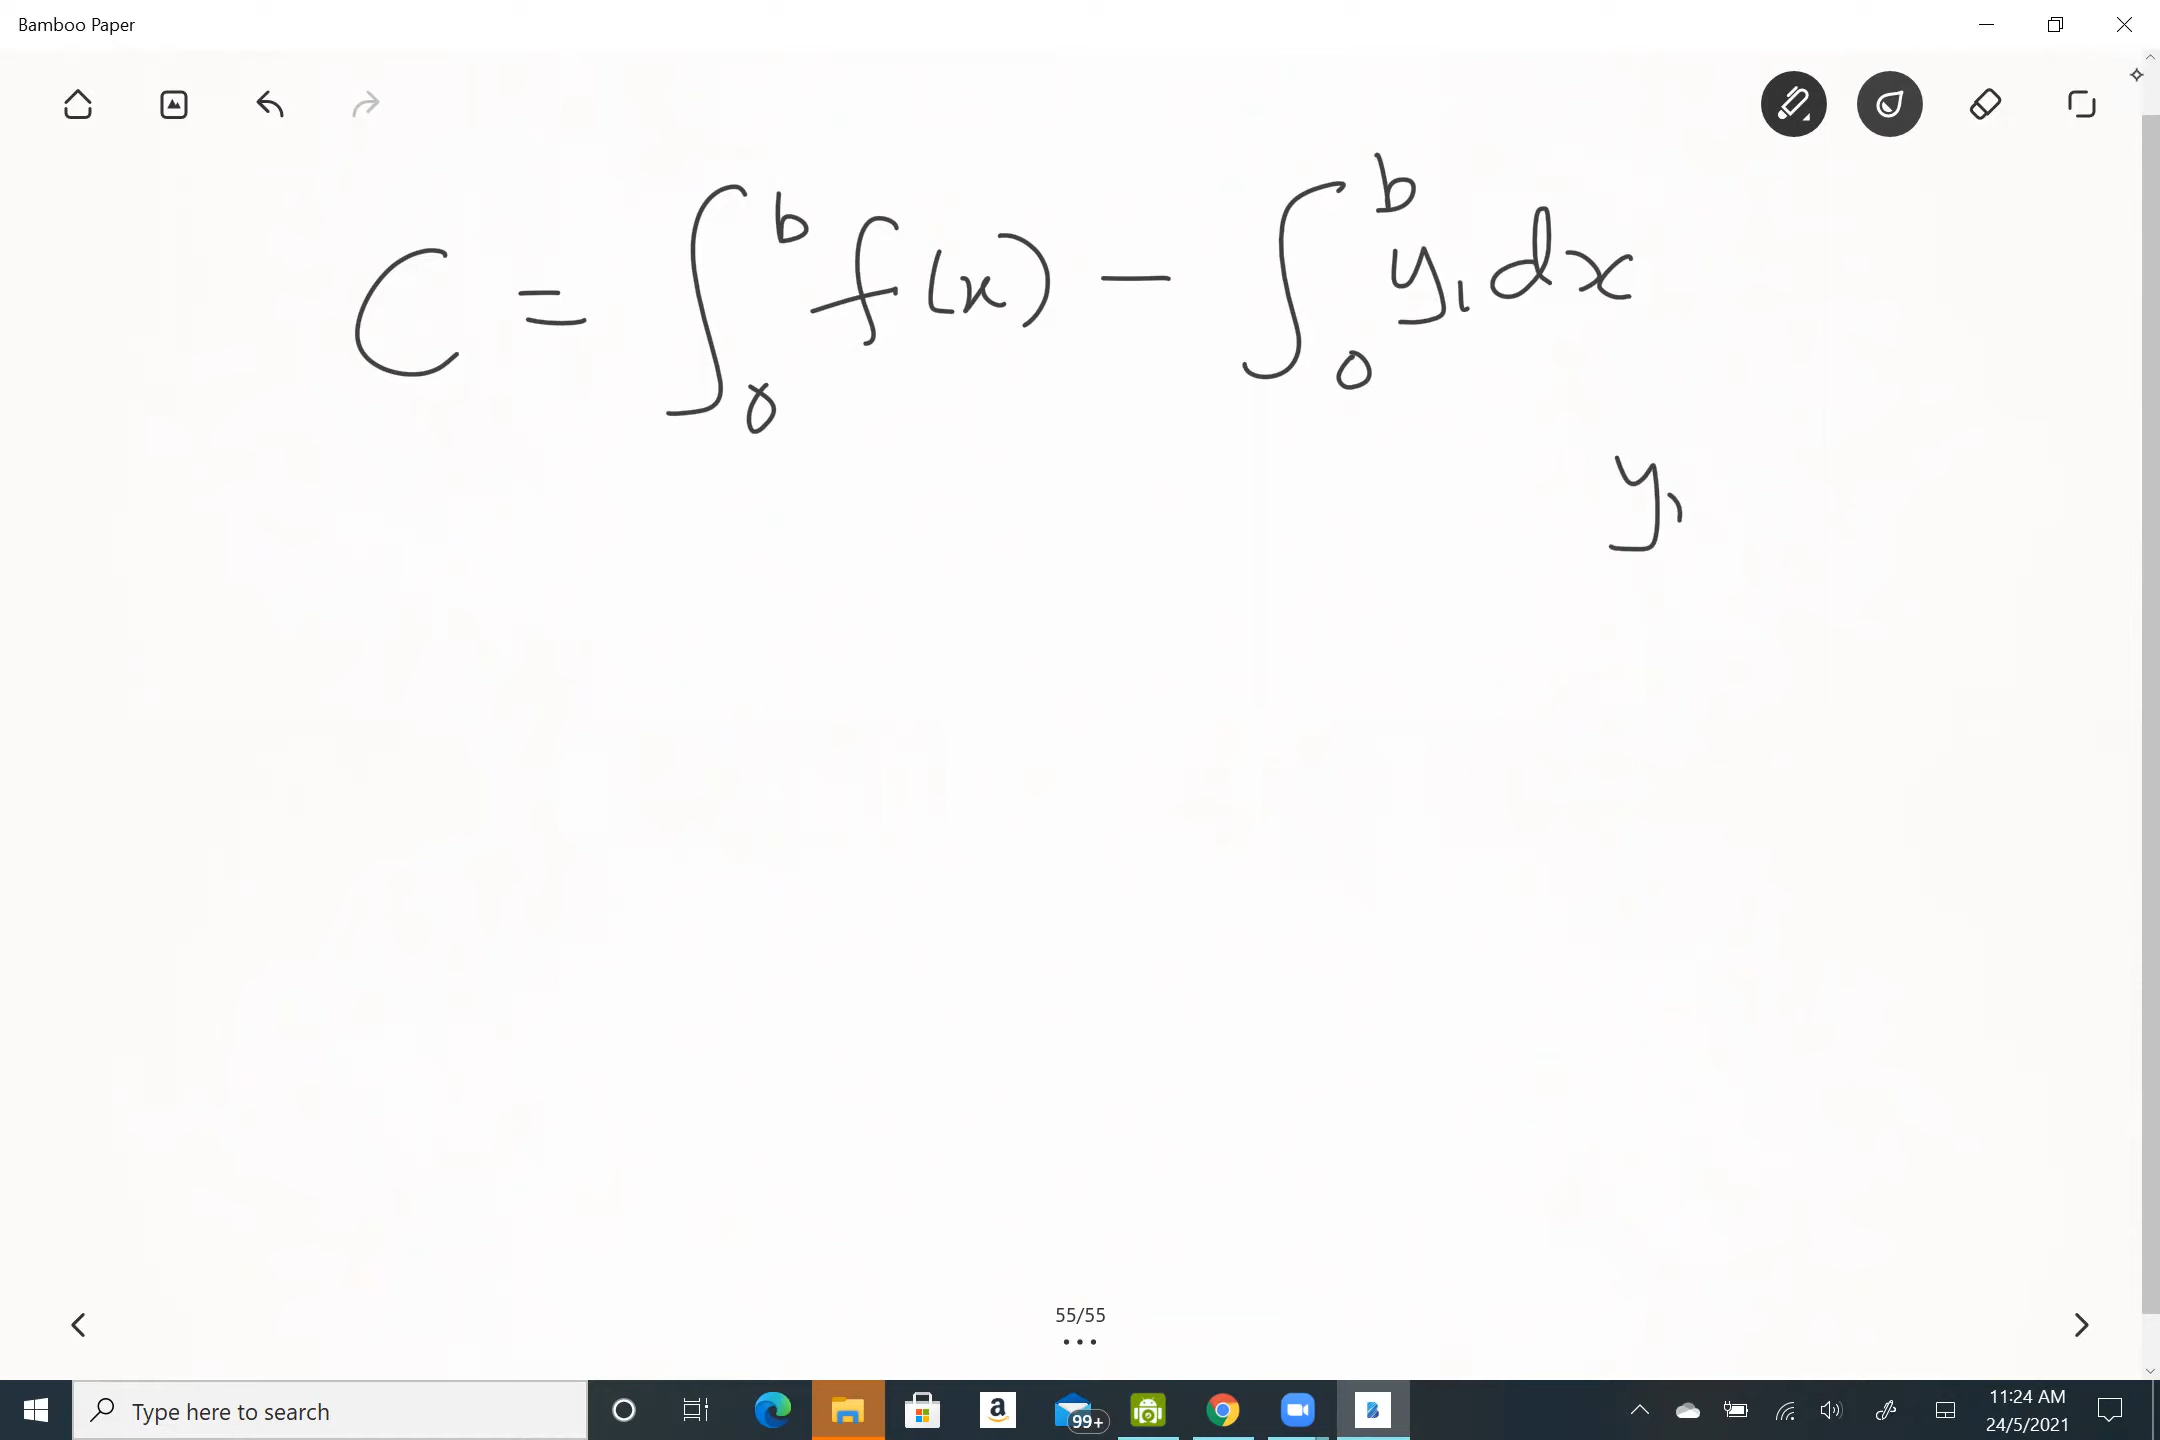 Bamboo Paper
C = ∫₀ᵇ f(x) − ∫₀ᵇ y₁ dx
y₁
55/55
Type here to search
99+
11:24 AM
24/5/2021